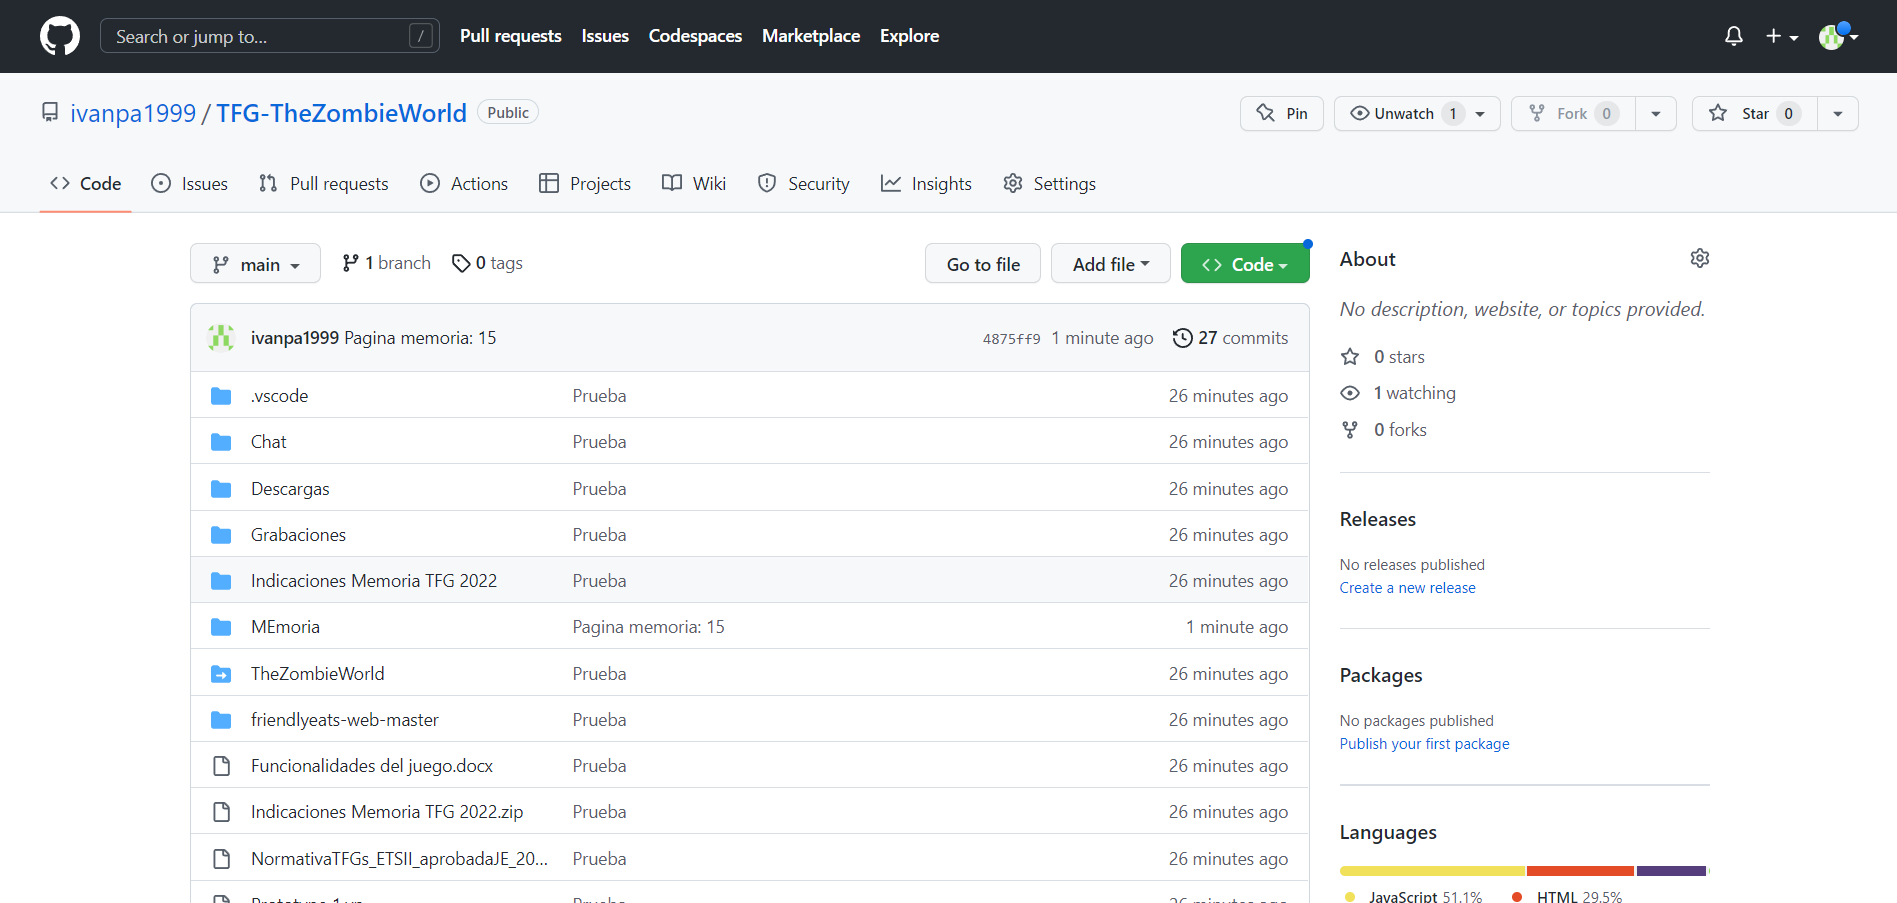 Search or jump to... /
Pull requests Issues Codespaces Marketplace Explore
ivanpa1999 / TFG-TheZombieWorld Public
Pin Unwatch 1 Fork 0 Star 0
Code Issues Pull requests Actions Projects Wiki Security Insights Settings
main 1 branch 0 tags Go to file Add file Code
ivanpa1999 Pagina memoria: 15 4875ff9 1 minute ago 27 commits
.vscode Prueba 26 minutes ago
Chat Prueba 26 minutes ago
Descargas Prueba 26 minutes ago
Grabaciones Prueba 26 minutes ago
Indicaciones Memoria TFG 2022 Prueba 26 minutes ago
MEmoria Pagina memoria: 15 1 minute ago
TheZombieWorld Prueba 26 minutes ago
friendlyeats-web-master Prueba 26 minutes ago
Funcionalidades del juego.docx Prueba 26 minutes ago
Indicaciones Memoria TFG 2022.zip Prueba 26 minutes ago
NormativaTFGs_ETSII_aprobadaJE_20... Prueba 26 minutes ago
About
No description, website, or topics provided.
0 stars
1 watching
0 forks
Releases
No releases published
Create a new release
Packages
No packages published
Publish your first package
Languages
JavaScript 51.1% HTML 29.5%